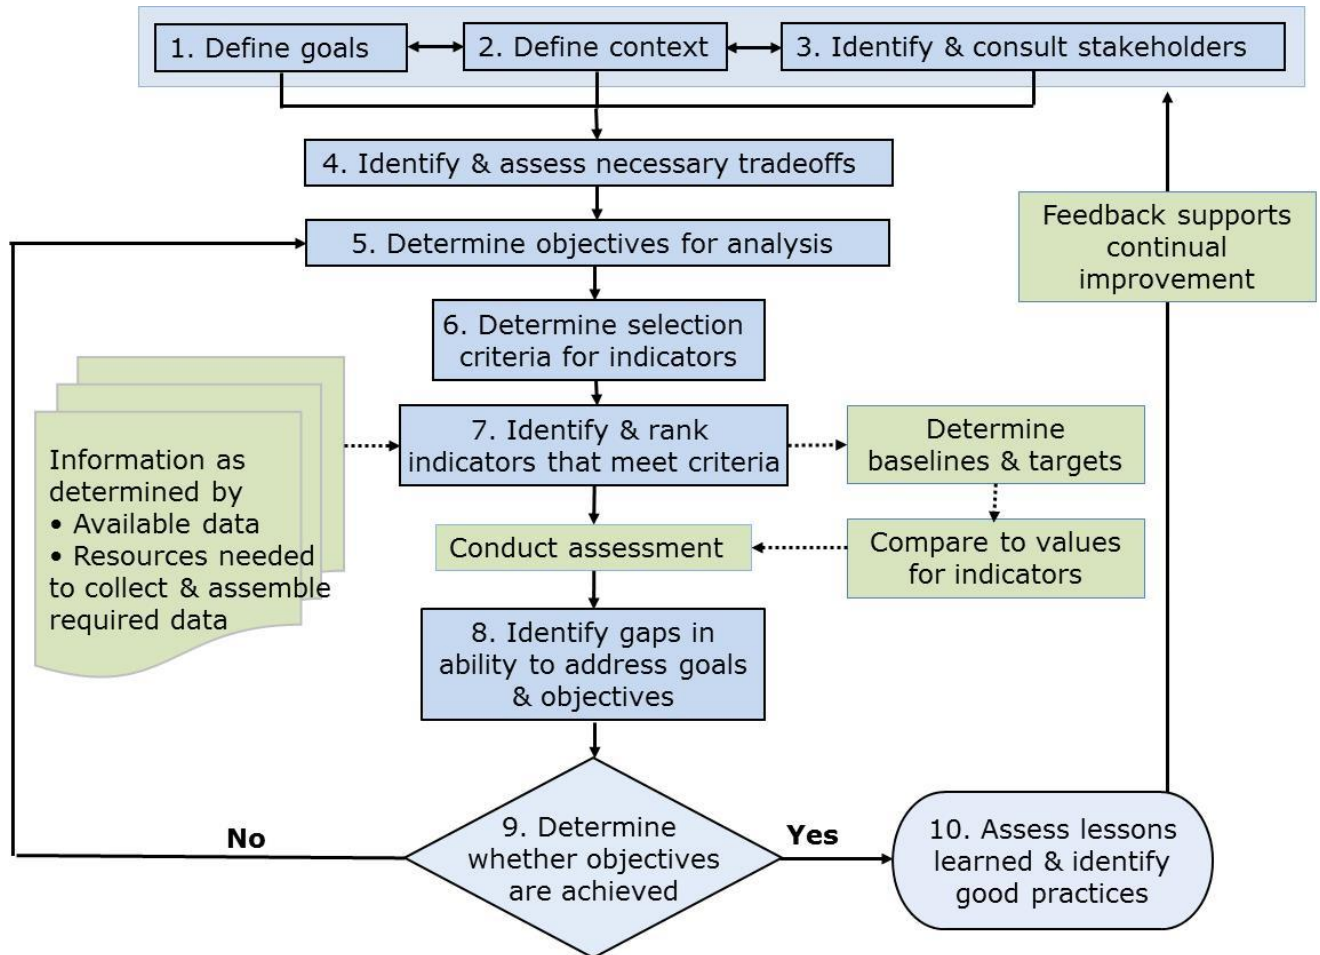 1. Define goals
2. Define context
3. Identify & consult stakeholders
4. Identify & assess necessary tradeoffs
5. Determine objectives for analysis
Feedback supports
continual
improvement
6. Determine selection
criteria for indicators
Information as
determined by
• Available data
• Resources needed
to collect & assemble
required data
7. Identify & rank
indicators that meet criteria
Determine
baselines & targets
Conduct assessment
Compare to values
for indicators
8. Identify gaps in
ability to address goals
& objectives
No
9. Determine
whether objectives
are achieved
Yes
10. Assess lessons
learned & identify
good practices